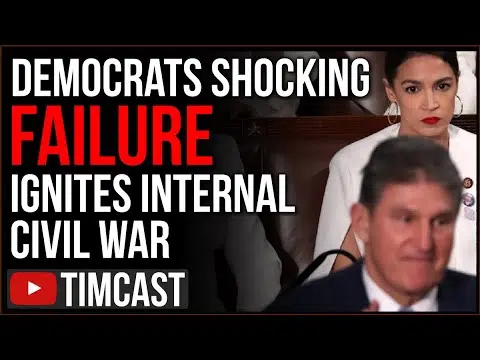 DEMOCRATS SHOCKING
FAILURE
IGNITES INTERNAL
CIVIL WAR
TIMCAST